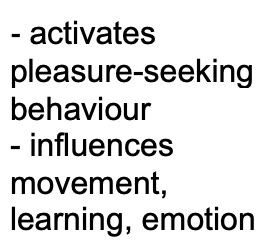 - activates
pleasure-seeking
behaviour
- influences
movement,
learning, emotion